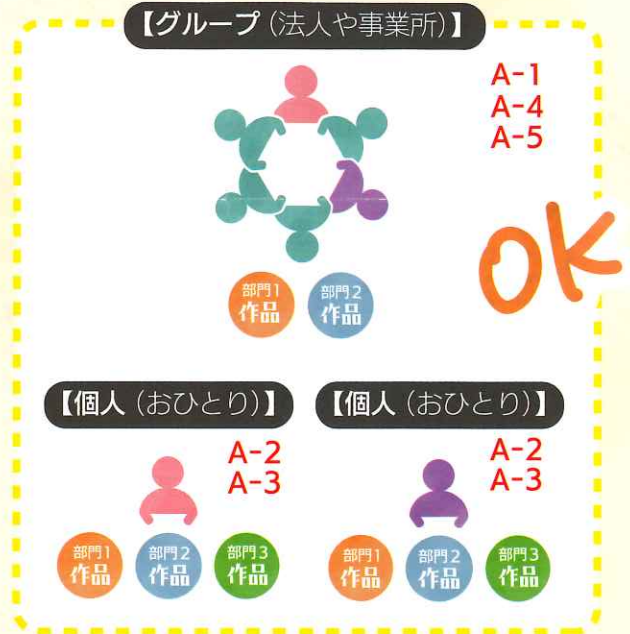 【グループ（法人や事業所）】
A-1
A-4
A-5
OK
部門1
作品
部門2
作品
【個人（おひとり）】
A-2
A-3
部門1
作品
部門2
作品
部門3
作品
【個人（おひとり）】
A-2
A-3
部門1
作品
部門2
作品
部門3
作品